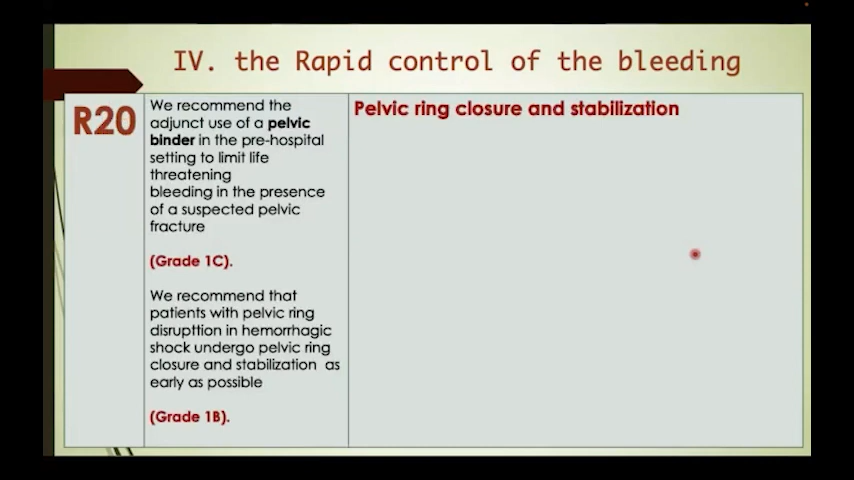 IV. the Rapid control of the bleeding
R20
We recommend the
adjunct use of a pelvic
binder in the pre-hospital
setting to limit life
threatening
bleeding in the presence
of a suspected pelvic
fracture
(Grade 1C).
We recommend that
patients with pelvic ring
disrupttion in hemorrhagic
shock undergo pelvic ring
closure and stabilization as
early as possible
(Grade 1B).
Pelvic ring closure and stabilization